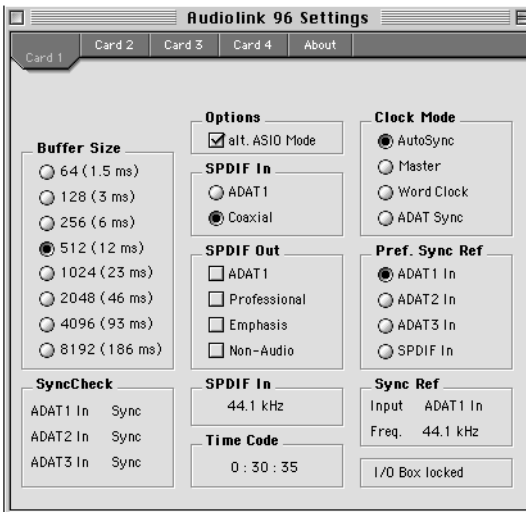 Audiolink 96 Settings
Card 1
Card 2
Card 3
Card 4
About
Buffer Size
64 (1.5 ms)
128 (3 ms)
256 (6 ms)
512 (12 ms)
1024 (23 ms)
2048 (46 ms)
4096 (93 ms)
8192 (186 ms)
SyncCheck
ADAT1 In Sync
ADAT2 In Sync
ADAT3 In Sync
Options
alt. ASIO Mode
SPDIF In
ADAT1
Coaxial
SPDIF Out
ADAT1
Professional
Emphasis
Non-Audio
SPDIF In
44.1 kHz
Time Code
0 : 30 : 35
Clock Mode
AutoSync
Master
Word Clock
ADAT Sync
Pref. Sync Ref
ADAT1 In
ADAT2 In
ADAT3 In
SPDIF In
Sync Ref
Input ADAT1 In
Freq. 44.1 kHz
I/O Box locked